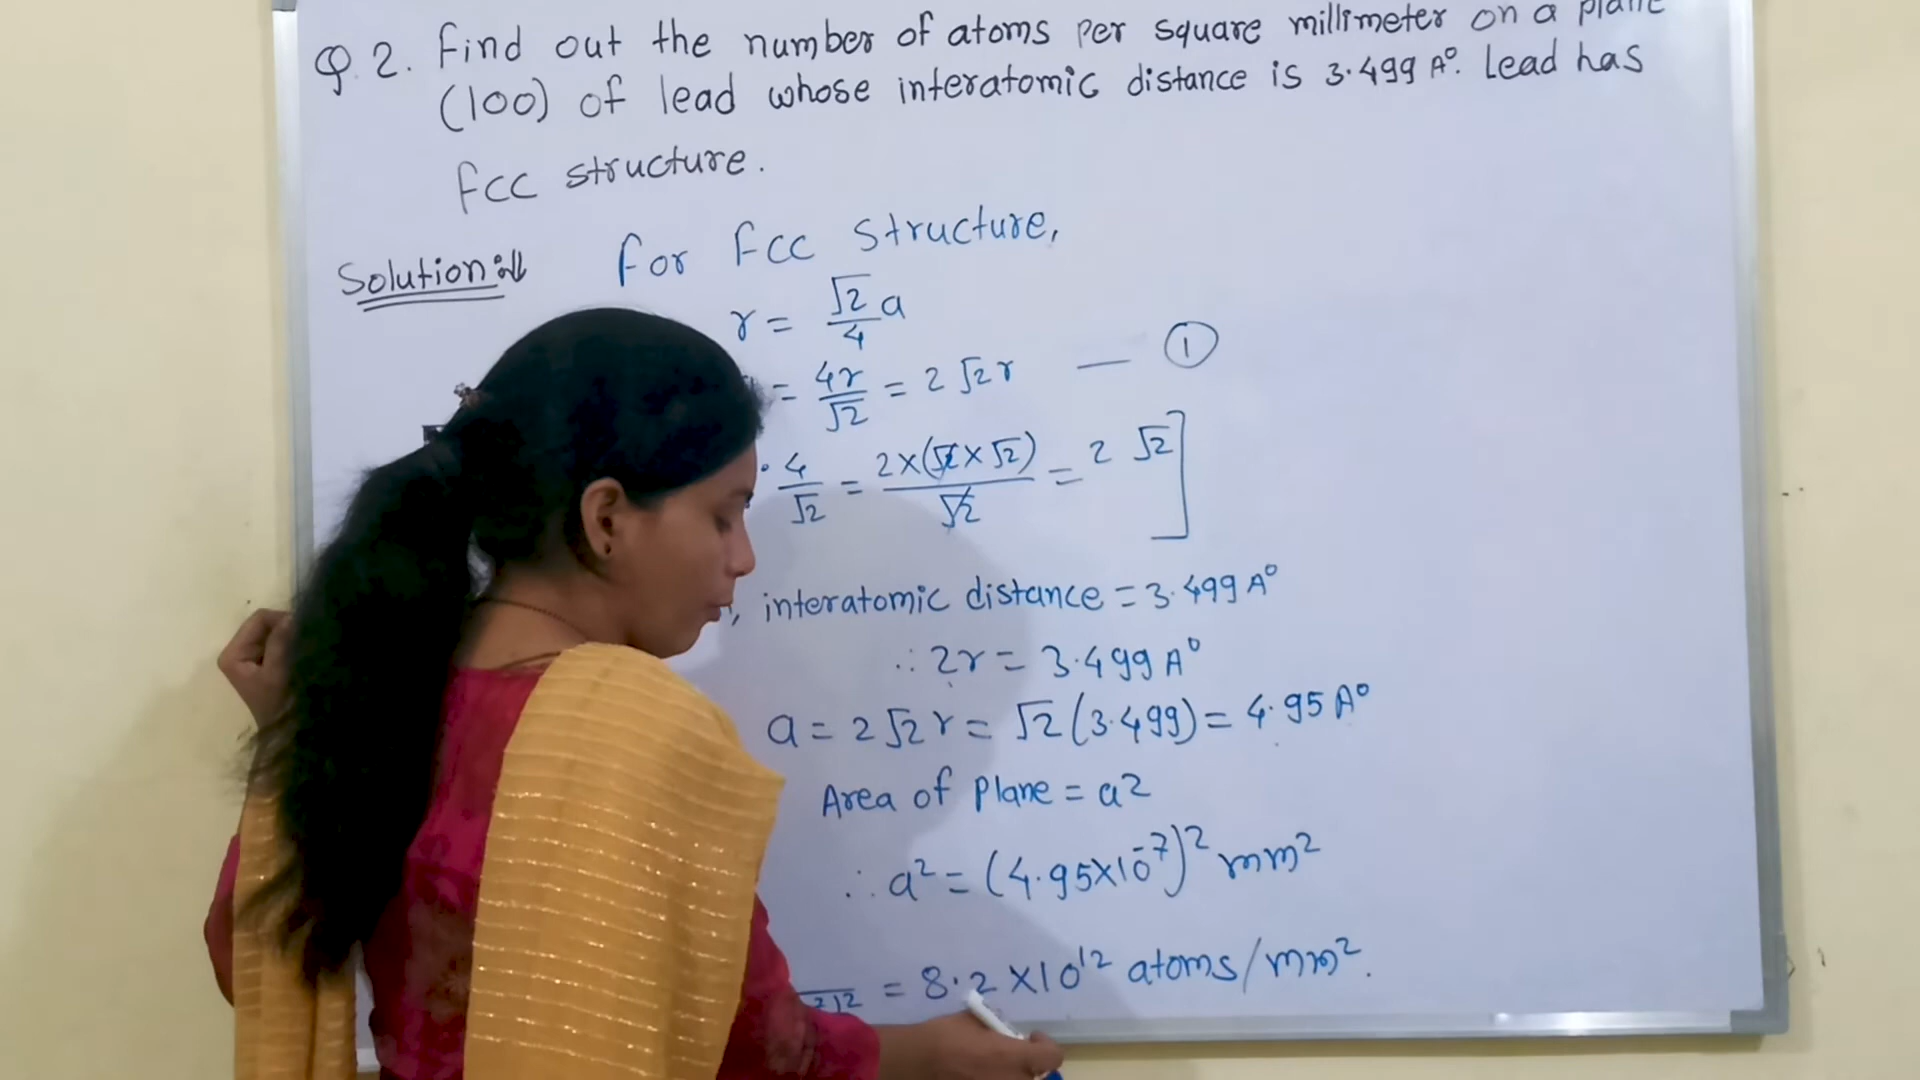 Q.2. Find out the number of atoms per square millimeter on a plane
(100) of lead whose interatomic distance is 3.499 A°. Lead has
FCC structure.
Solution:
For FCC Structure,
r = √2/4 a
= 4r/√2 = 2√2r — ①
4/√2 = 2×(√2×√2)/√2 = 2√2]
, interatomic distance = 3.499 A°
∴ 2r = 3.499 A°
a = 2√2 r = √2(3.499) = 4.95 A°
Area of Plane = a2
∴ a² = (4.95×10⁻⁷)² mm²
= 8.2 ×10¹² atoms/mm².